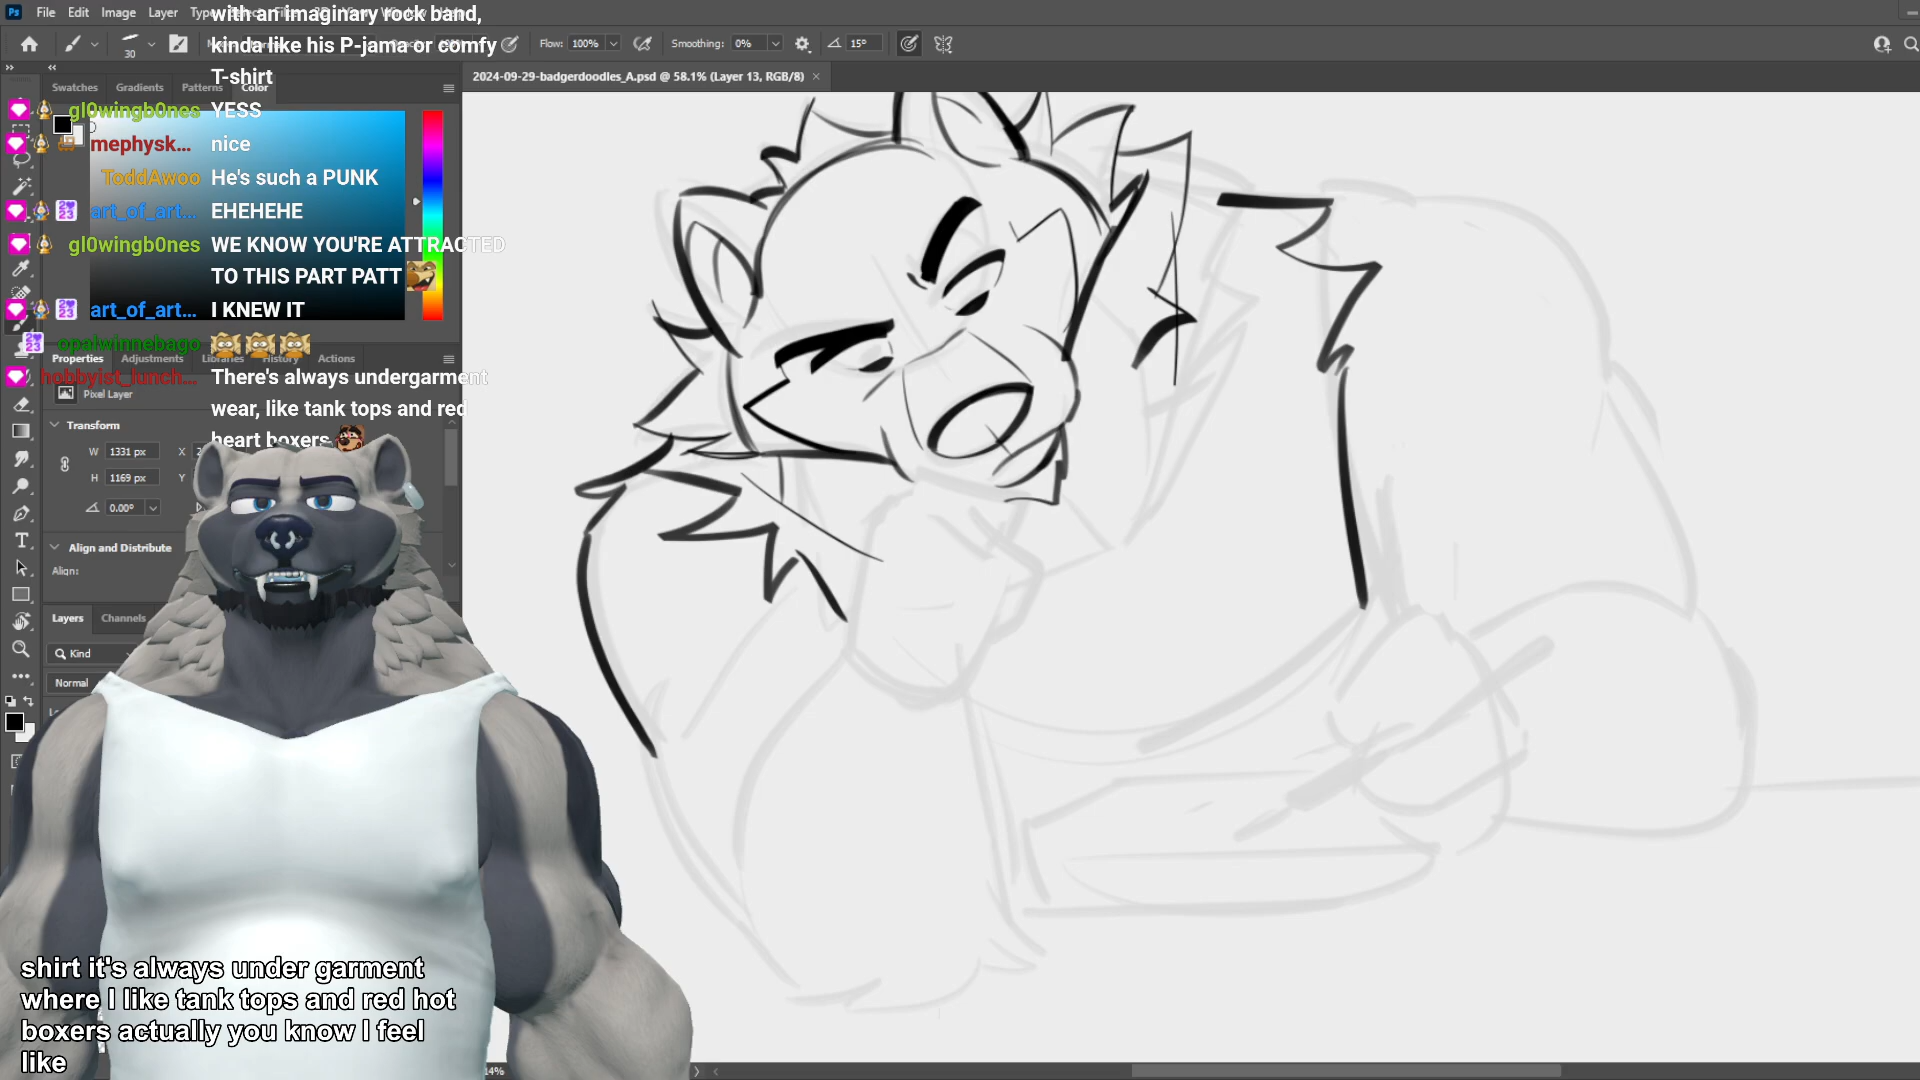 File Edit Image Layer
with an imaginary rock band,
kinda like his P-jama or comfy
T-shirt
30
Flow: 100%
Smoothing: 0%
15°
2024-09-29-badgerdoodles_A.psd @ 58.1% (Layer 13, RGB/8)
Swatches Gradients Patterns Color
gl0wingb0nes YESS
mephysk... nice
ToddAwoo He's such a PUNK
art_of_art... EHEHEHE
gl0wingb0nes WE KNOW YOU'RE ATTRACTED
TO THIS PART PATT
art_of_art... I KNEW IT
opalwinnebago
Properties Adjustments Libraries History Actions
hobbyist_lunch... There's always undergarment
Pixel Layer
wear, like tank tops and red
heart boxers
Transform
W 1331 px X
H 1169 px Y
0.00°
Align and Distribute
Align:
Layers Channels
Kind
Normal
shirt it's always under garment
where I like tank tops and red hot
boxers actually you know I feel
like
14%